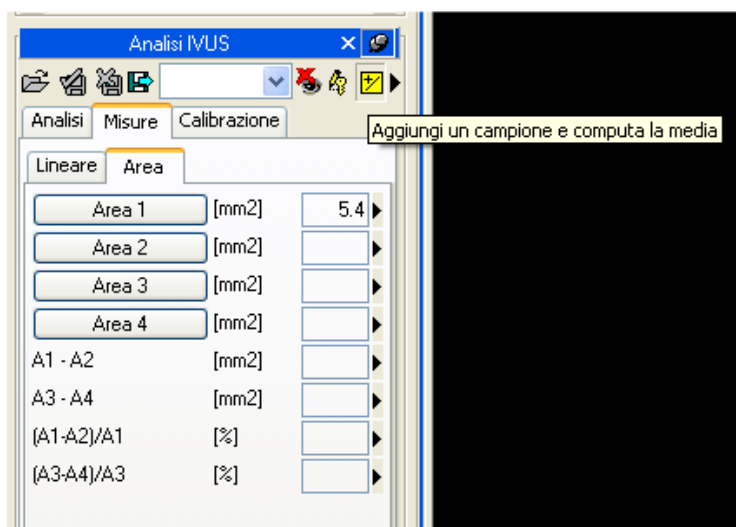 Analisi IVUS
Analisi Misure Calibrazione
Aggiungi un campione e computa la media
Lineare Area
Area 1 [mm2] 5.4
Area 2 [mm2]
Area 3 [mm2]
Area 4 [mm2]
A1 - A2 [mm2]
A3 - A4 [mm2]
(A1-A2)/A1 [%]
(A3-A4)/A3 [%]